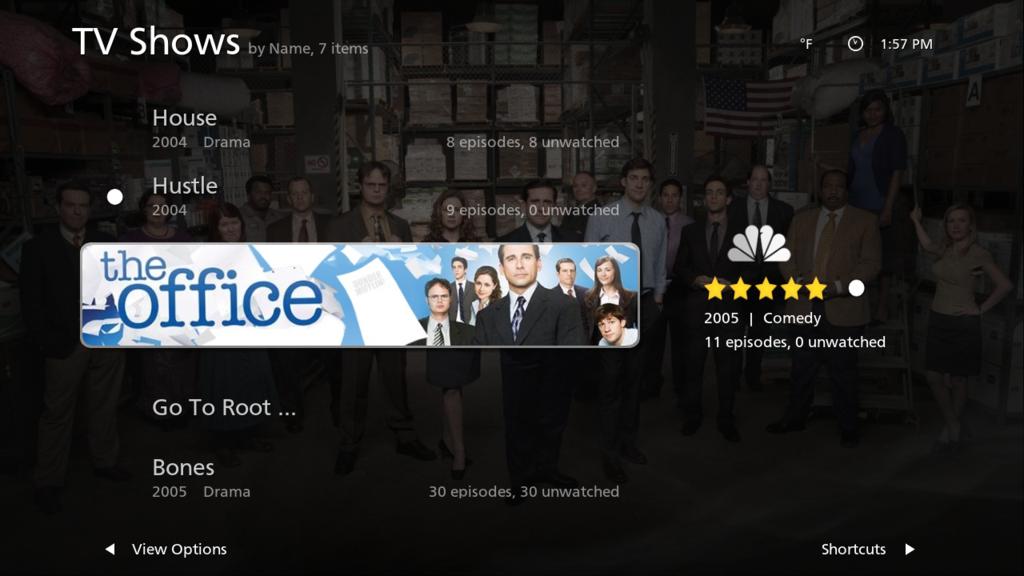 TV Shows by Name, 7 items
°F 1:57 PM
A
House
2004 Drama
8 episodes, 8 unwatched
Hustle
2004
9 episodes, 0 unwatched
the
office
DUNDER
MIFFLIN
2005 | Comedy
11 episodes, 0 unwatched
Go To Root ...
Bones
2005 Drama
30 episodes, 30 unwatched
View Options
Shortcuts